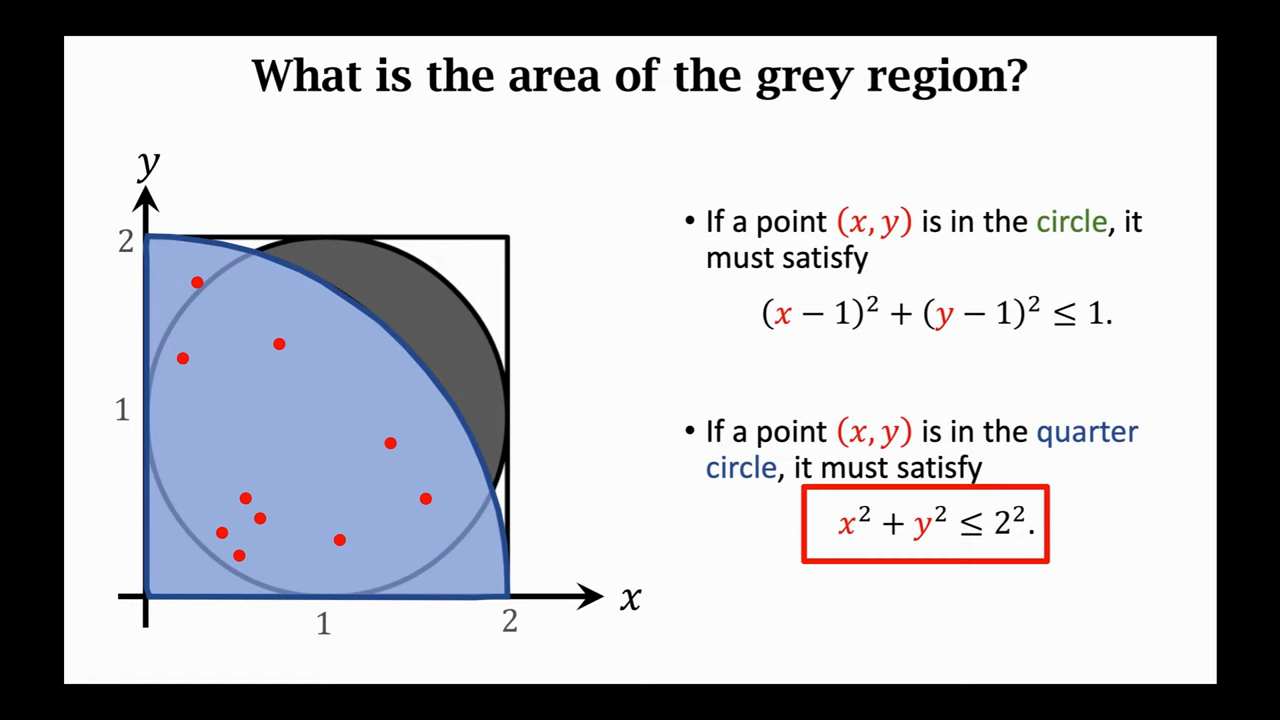 What is the area of the grey region?
y
2
1
1
2
x
• If a point (x, y) is in the circle, it
must satisfy
(x − 1)² + (y − 1)² ≤ 1.
• If a point (x, y) is in the quarter
circle, it must satisfy
x² + y² ≤ 2².